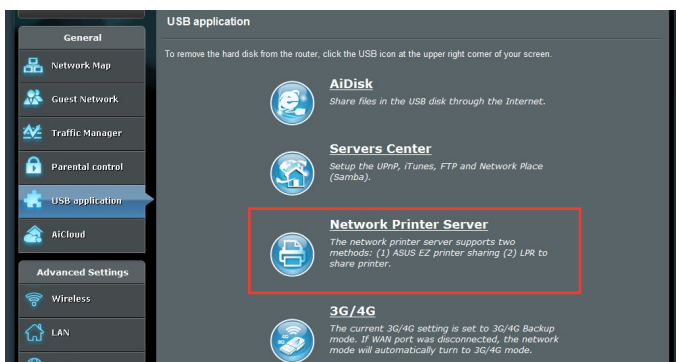 USB application
General
To remove the hard disk from the router, click the USB icon at the upper right corner of your screen.
Network Map
Guest Network
Traffic Manager
Parental control
USB application
AiCloud
Advanced Settings
Wireless
LAN
AiDisk
Share files in the USB disk through the Internet.
Servers Center
Setup the UPnP, iTunes, FTP and Network Place
(Samba).
Network Printer Server
The network printer server supports two
methods: (1) ASUS EZ printer sharing (2) LPR to
share printer.
3G/4G
The current 3G/4G setting is set to 3G/4G Backup
mode. If WAN port was disconnected, the network
mode will automatically turn to 3G/4G mode.